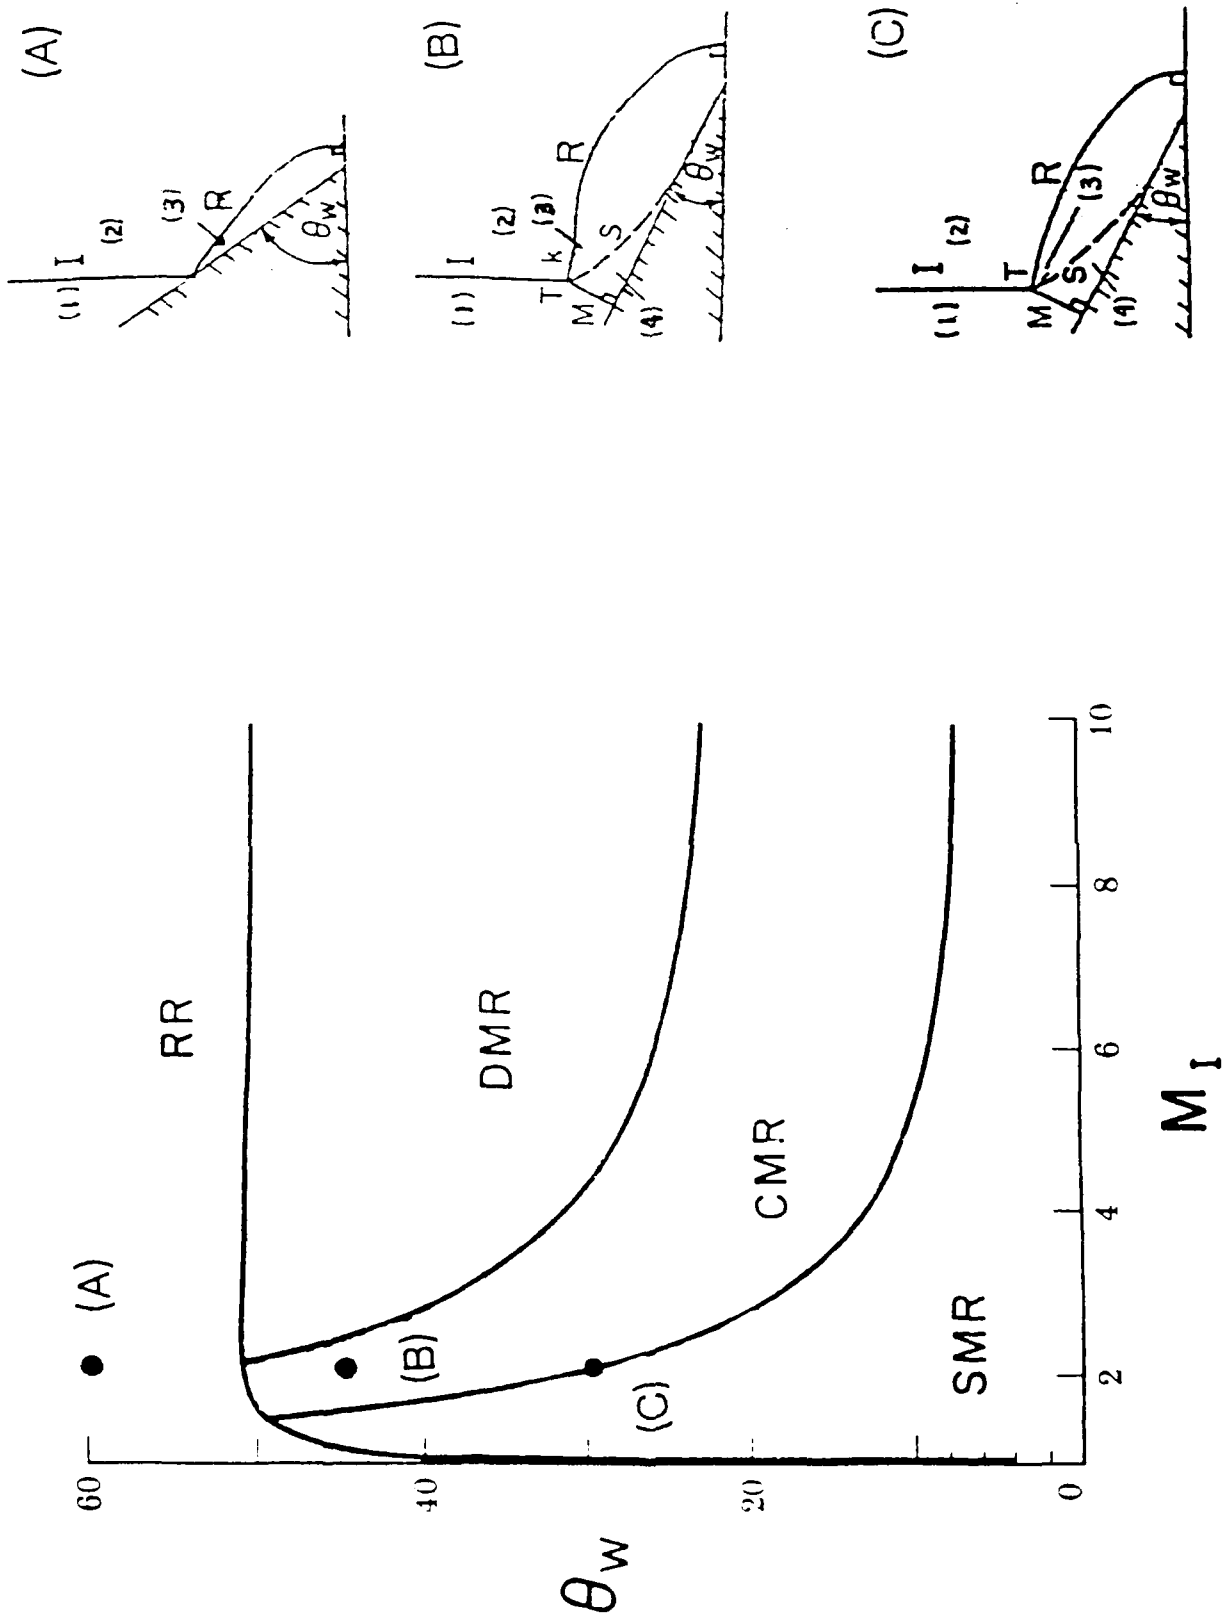 (A)
I
(1)
(2)
(3)
R
θw
(B)
I
(1)
(2)
(3)
k
T
R
M
S
(4)
θw
(C)
I
(1)
(2)
T
R
M
S
(3)
(4)
θw
60
40
20
0
θw
(A)
RR
DMR
(B)
CMR
(C)
SMR
2
4
6
8
10
MI